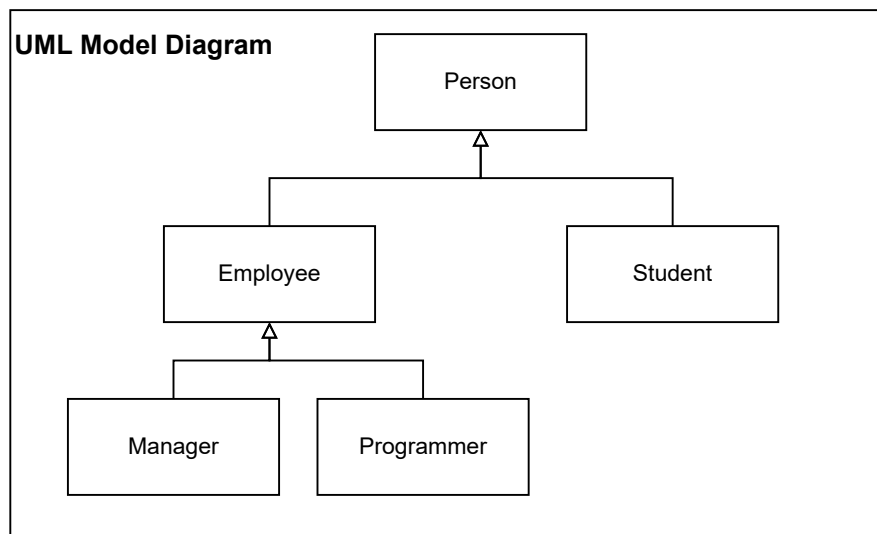 UML Model Diagram
Person
Employee
Student
Manager
Programmer